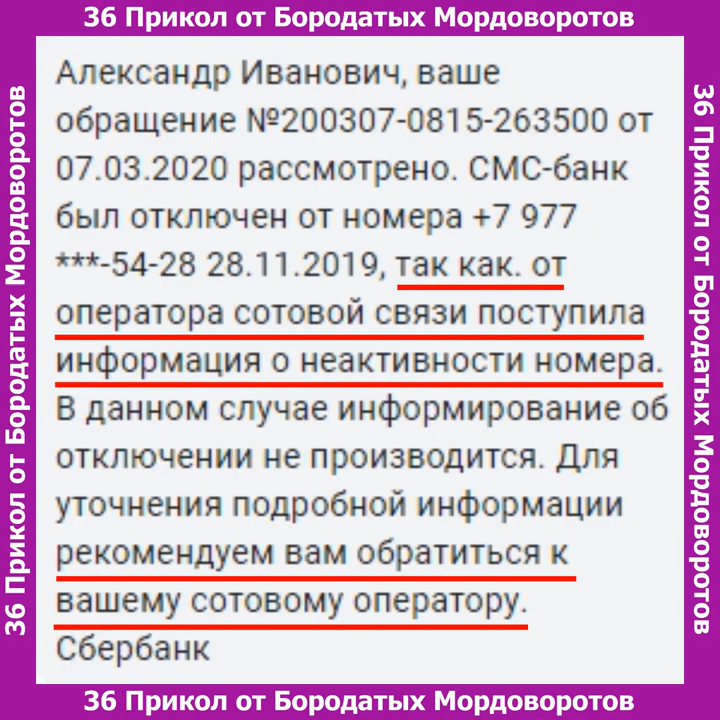 36 Прикол от Бородатых Мордоворотов
36 Прикол от Бородатых Мордоворотов
Александр Иванович, ваше
обращение №200307-0815-263500 от
07.03.2020 рассмотрено. СМС-банк
был отключен от номера +7 977
***-54-28 28.11.2019, так как. от
оператора сотовой связи поступила
информация о неактивности номера.
В данном случае информирование об
отключении не производится. Для
уточнения подробной информации
рекомендуем вам обратиться к
вашему сотовому оператору.
Сбербанк
36 Прикол от Бородатых Мордоворотов
36 Прикол от Бородатых Мордоворотов